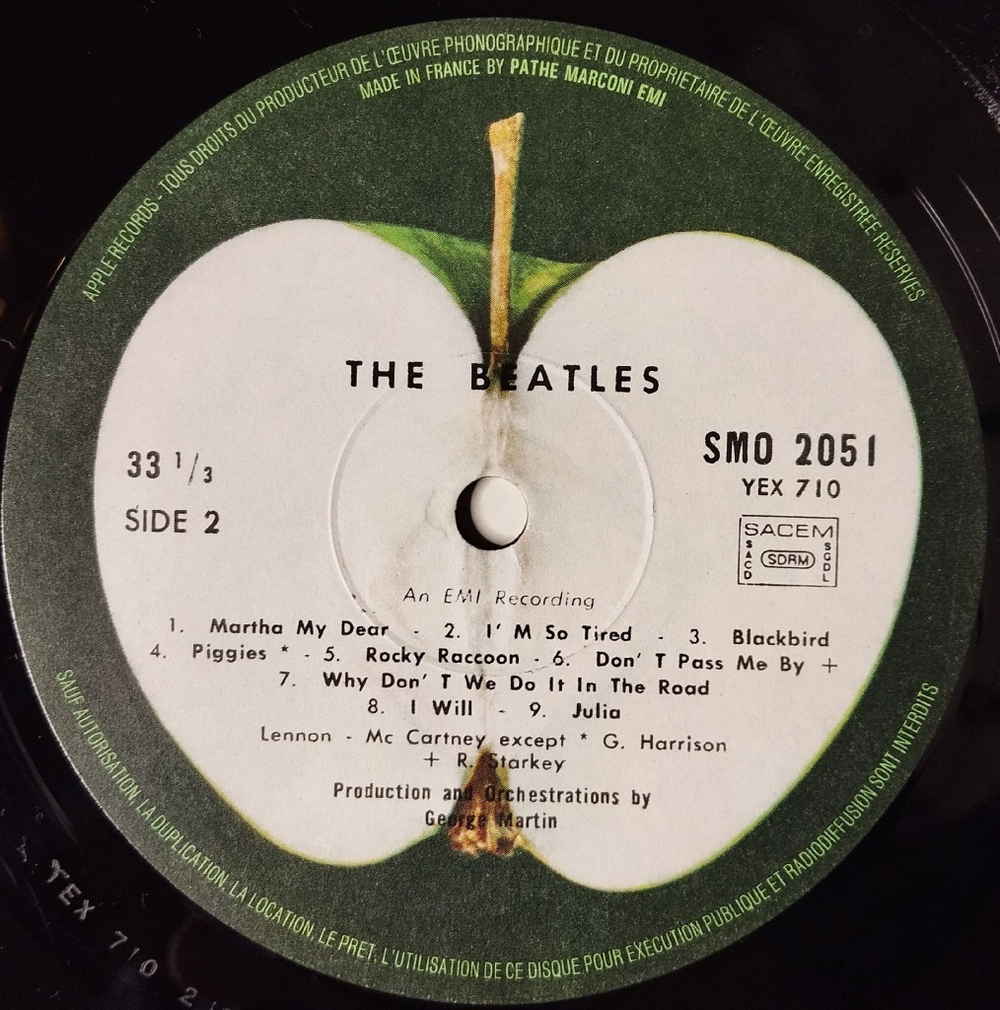 APPLE RECORDS - TOUS DROITS DU PRODUCTEUR DE L'ŒUVRE PHONOGRAPHIQUE ET DU PROPRIETAIRE DE L'ŒUVRE ENREGISTREE RESERVES
MADE IN FRANCE BY PATHE MARCONI EMI
THE BEATLES
33 1/3
SIDE 2
SMO 2051
YEX 710
SACEM
SACD
SDRM
SGDL
An EMI Recording
1. Martha My Dear - 2. I' M So Tired - 3. Blackbird
4. Piggies * - 5. Rocky Raccoon - 6. Don' T Pass Me By +
7. Why Don' T We Do It In The Road
8. I Will - 9. Julia
Lennon - Mc Cartney except * G. Harrison
+ R. Starkey
Production and Orchestrations by
George Martin
SAUF AUTORISATION, LA DUPLICATION, LA LOCATION, LE PRET, L'UTILISATION DE CE DISQUE POUR EXECUTION PUBLIQUE ET RADIODIFFUSION SONT INTERDITS
YEX 710 2